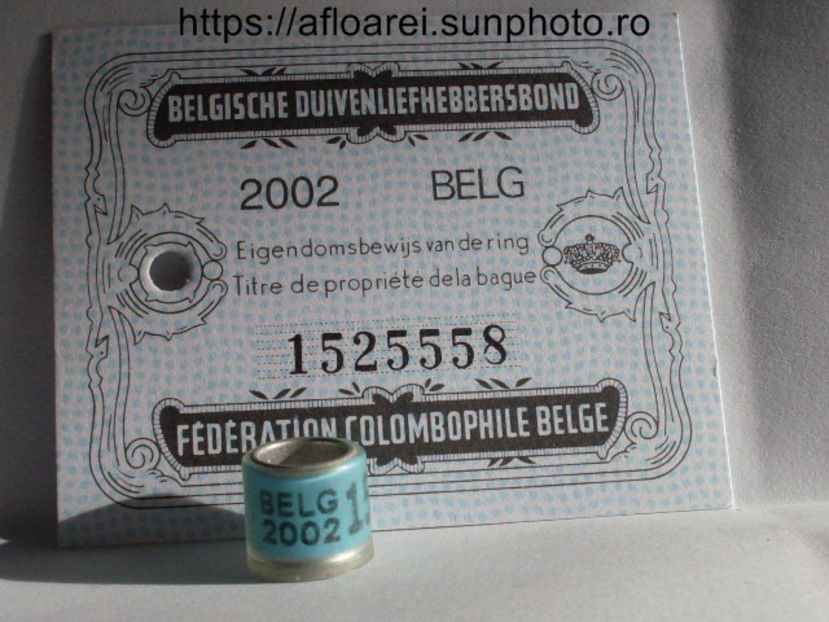 https://afloarei.sunphoto.ro
BELGISCHE DUIVENLIEFHEBBERSBOND
2002 BELG
Eigendomsbewijs van de ring
Titre de propriété de la bague
1525558
FÉDÉRATION COLOMBOPHILE BELGE
BELG
2002